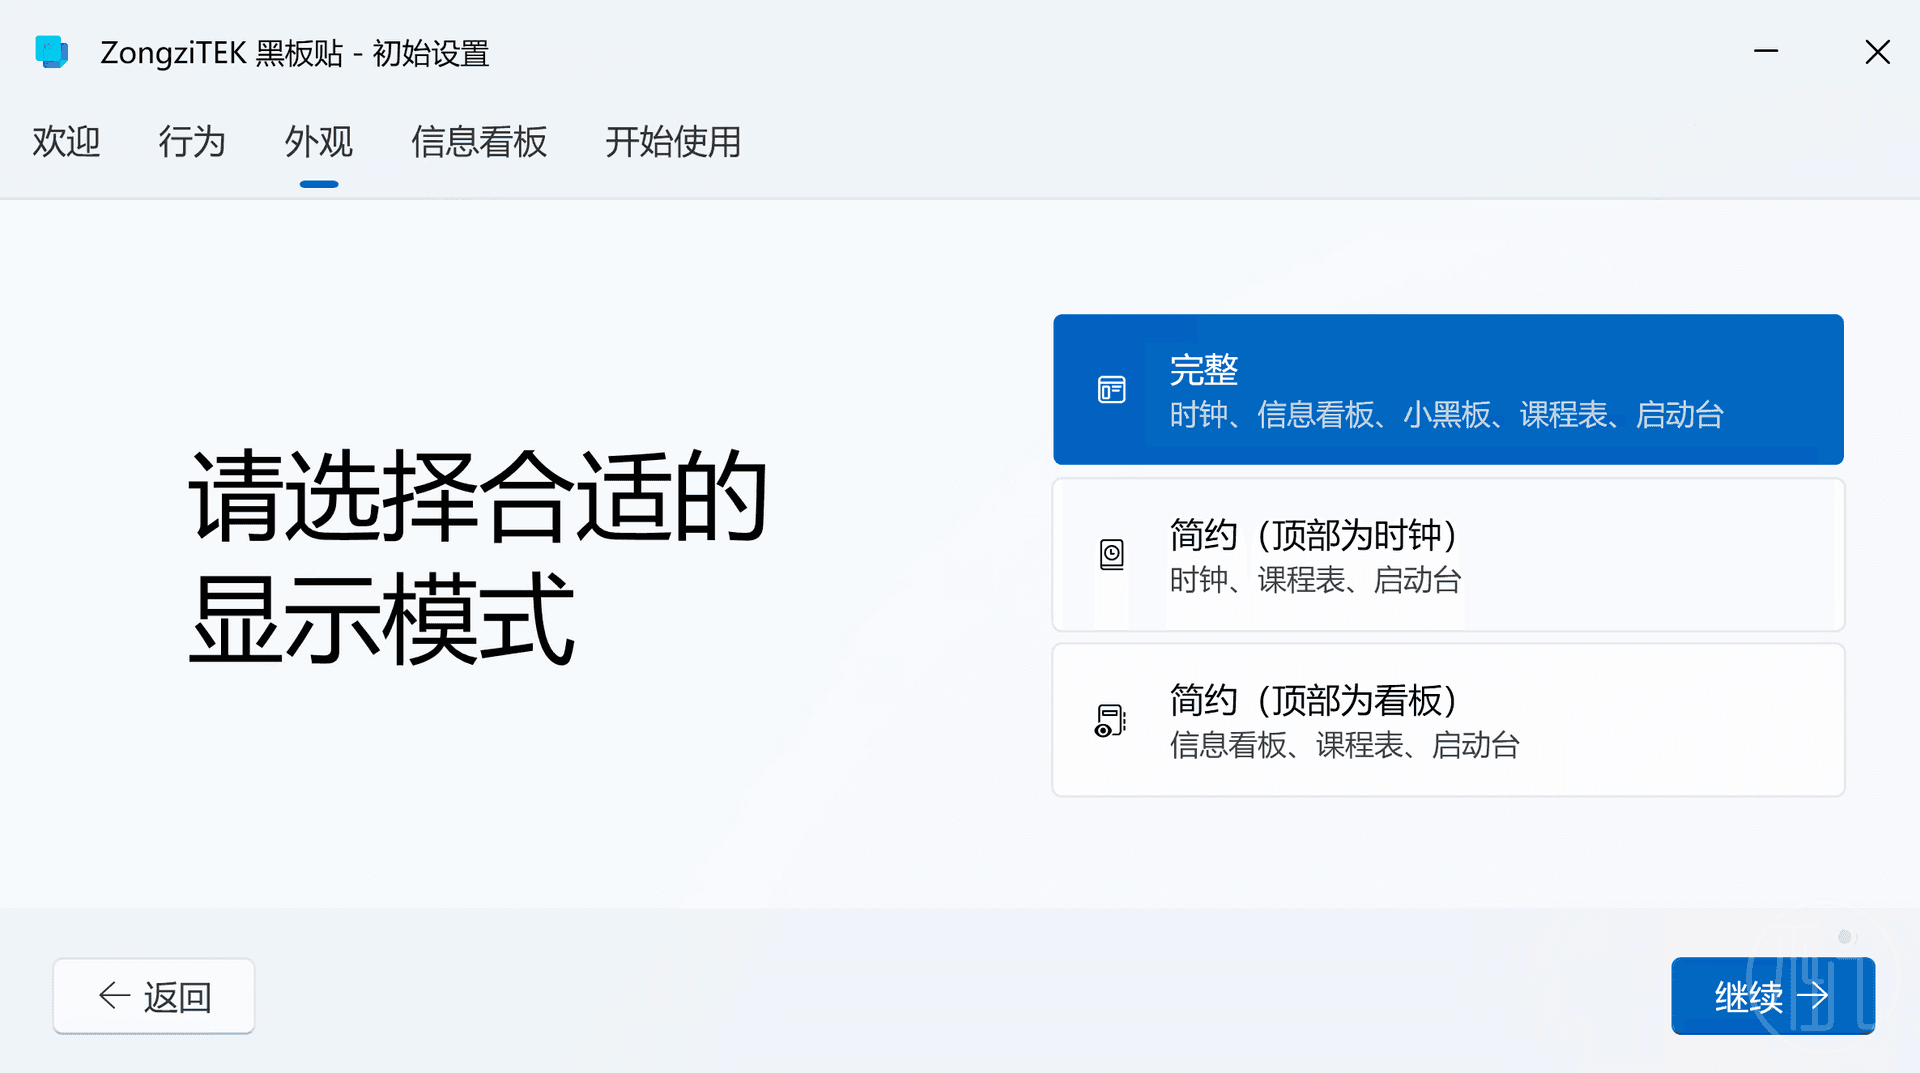 ZongziTEK 黑板贴 - 初始设置
欢迎 行为 外观 信息看板 开始使用
请选择合适的
显示模式
完整
时钟、信息看板、小黑板、课程表、启动台
简约（顶部为时钟）
时钟、课程表、启动台
简约（顶部为看板）
信息看板、课程表、启动台
返回
继续